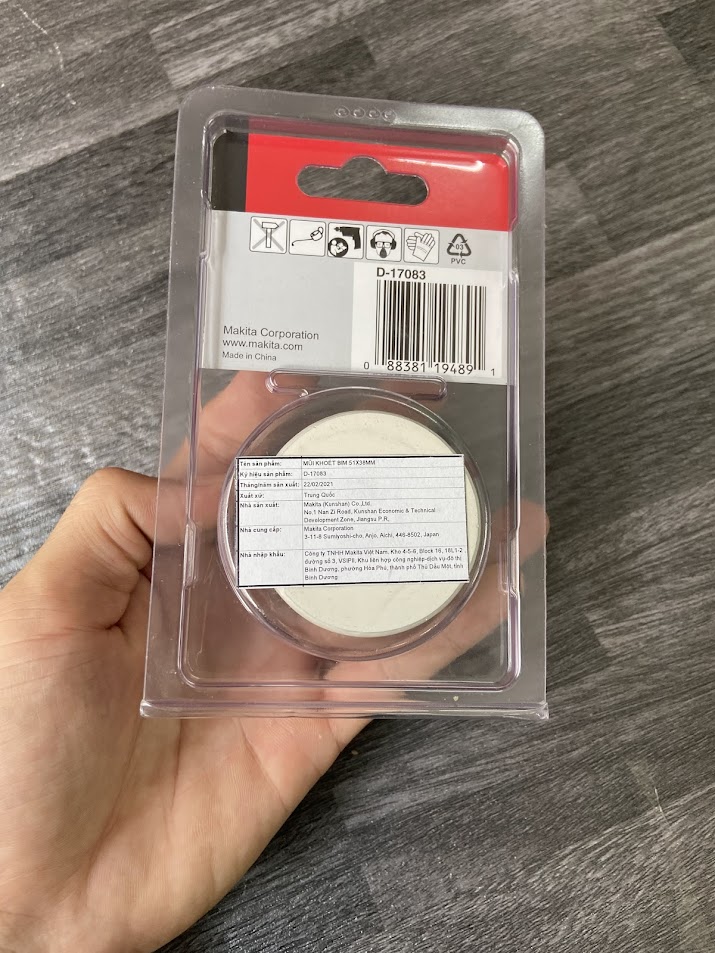 03
PVC
D-17083
Makita Corporation
www.makita.com
Made in China
0 88381 19489 1
Tên sản phẩm: MŨI KHOÉT BIM 51X38MM
Ký hiệu sản phẩm: D-17083
Tháng/năm sản xuất: 22/02/2021
Xuất xứ: Trung Quốc
Nhà sản xuất: Makita (Kunshan) Co.,Ltd.
No.1 Nan Zi Road, Kunshan Economic & Technical
Development Zone, Jiangsu P.R,
Nhà cung cấp: Makita Corporation
3-11-8 Sumiyoshi-cho, Anjo, Aichi, 446-8502, Japan
Nhà nhập khẩu: Công ty TNHH Makita Việt Nam, Kho 4-5-6, Block 16, 18L1-2
đường số 3, VSIPII, Khu liên hợp công nghiệp-dịch vụ-đô thị
Bình Dương, phường Hòa Phú, thành phố Thủ Dầu Một, tỉnh
Bình Dương